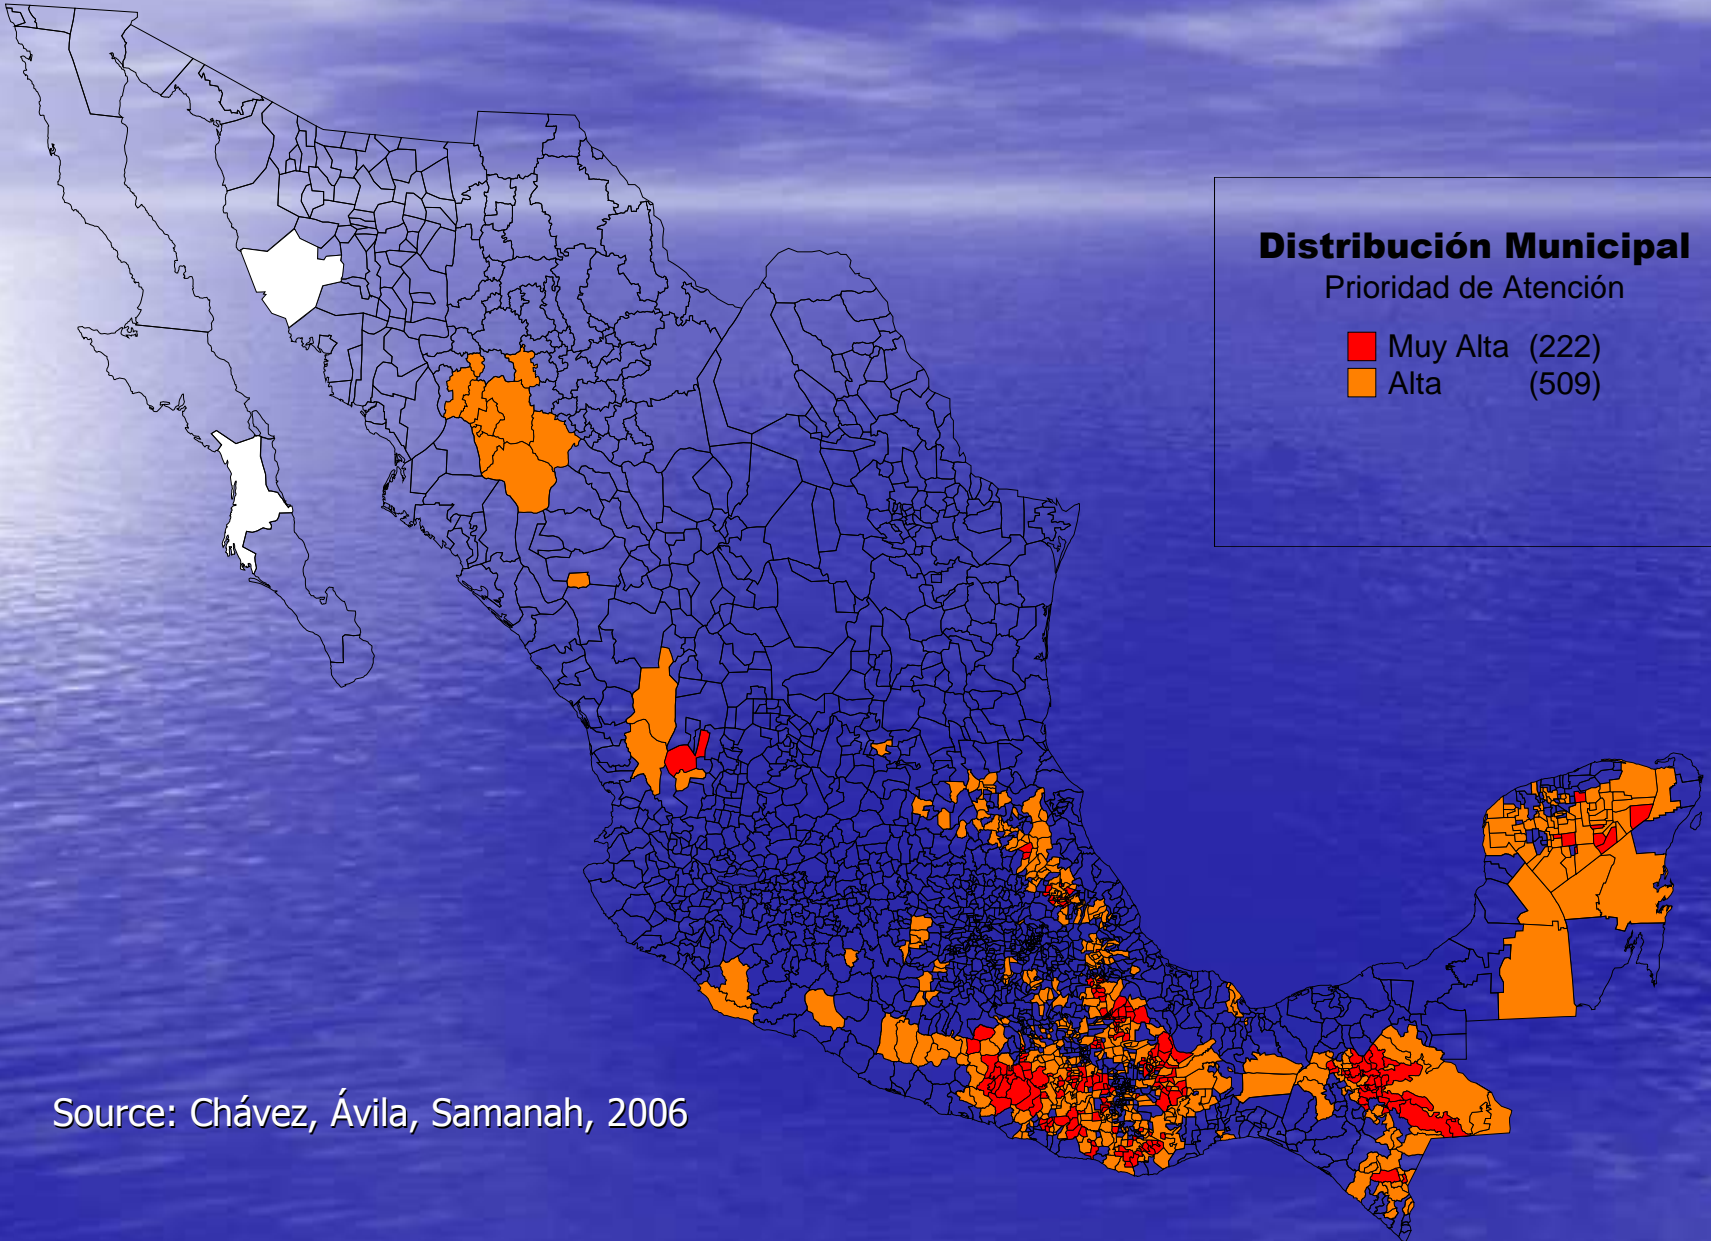 Distribución Municipal
Prioridad de Atención
Muy Alta (222)
Alta (509)
Source: Chávez, Ávila, Samanah, 2006